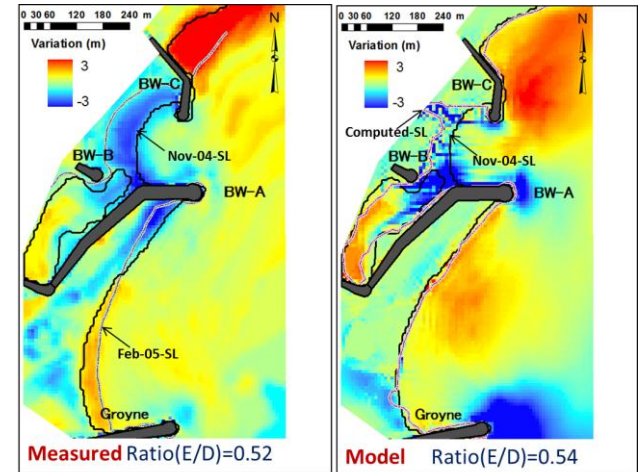 0 30 60 120 180 240 m
Variation (m)
3
-3
N
BW-C
Nov-04-SL
BW-B
BW-A
Feb-05-SL
Groyne
Measured Ratio(E/D)=0.52
0 30 60 120 180 240 m
Variation (m)
3
-3
N
BW-C
Computed-SL
Nov-04-SL
BW-B
BW-A
Groyne
Model Ratio(E/D)=0.54